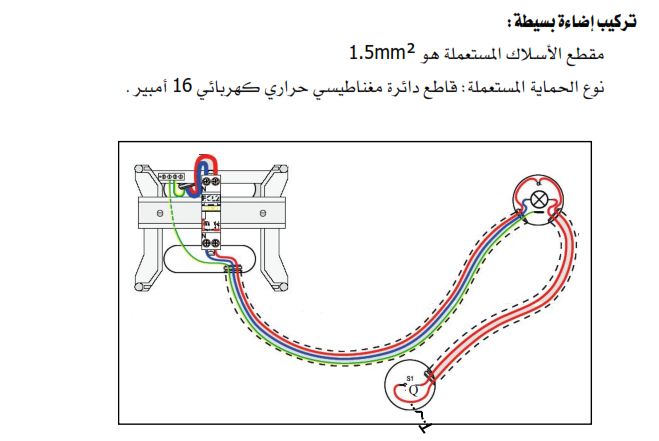 تركيب إضاءة بسيطة :
مقطع الأسلاك المستعملة هو 1.5mm²
نوع الحماية المستعملة : قاطع دائرة مغناطيسي حراري كهربائي 16 أمبير .
N
N
S1
Q